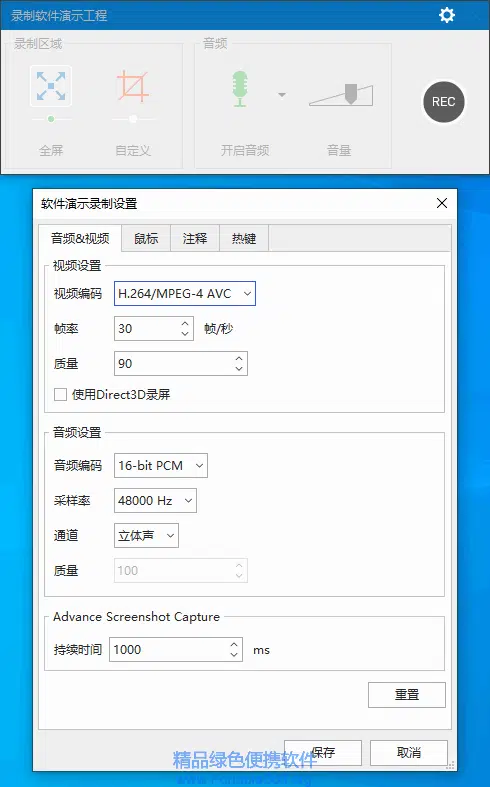 录制软件演示工程
录制区域
音频
REC
全屏
自定义
开启音频
音量
软件演示录制设置
音频&视频 鼠标 注释 热键
视频设置
视频编码 H.264/MPEG-4 AVC
帧率 30 帧/秒
质量 90
使用Direct3D录屏
音频设置
音频编码 16-bit PCM
采样率 48000 Hz
通道 立体声
质量 100
Advance Screenshot Capture
持续时间 1000 ms
重置
保存 取消
精品绿色便携软件